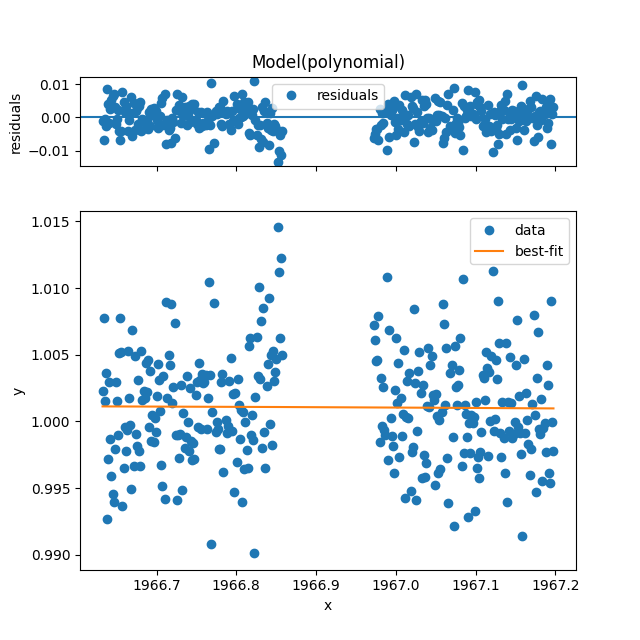 Model(polynomial)
0.01
0.00
−0.01
residuals
residuals
1.015
1.010
1.005
1.000
0.995
0.990
y
data
best-fit
1966.7 1966.8 1966.9 1967.0 1967.1 1967.2
x